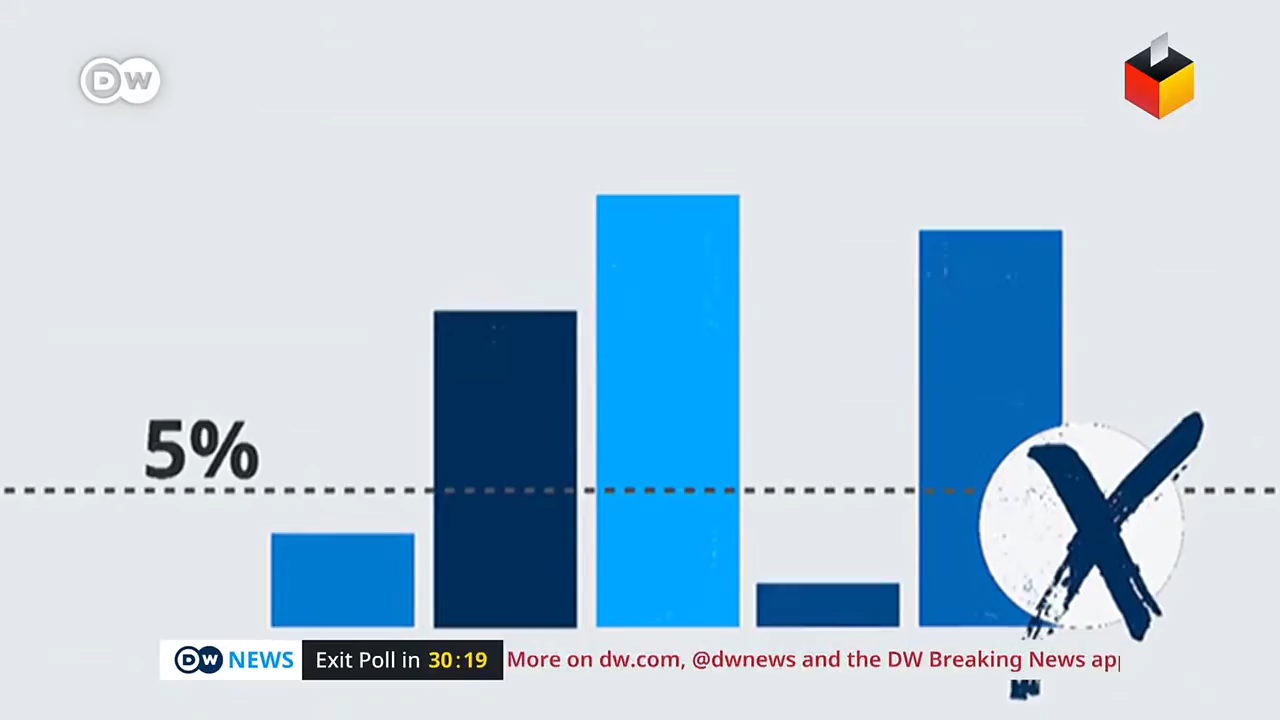 DW
5%
DW NEWS Exit Poll in 30:19 More on dw.com, @dwnews and the DW Breaking News ap